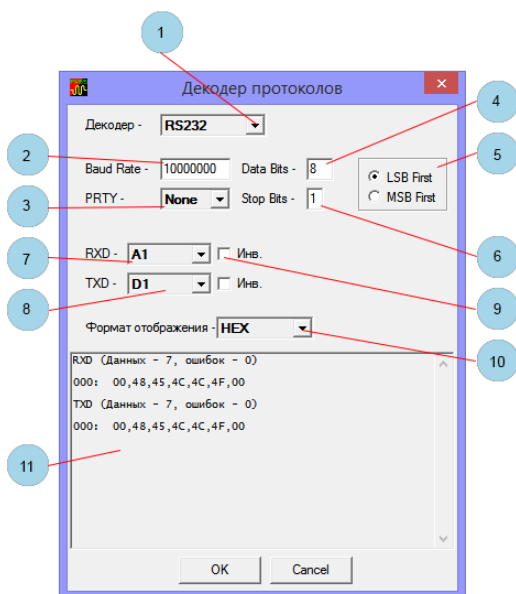 1
Декодер протоколов
4
Декодер - RS232
2
Baud Rate - 10000000 Data Bits - 8
5
LSB First
3
PRTY - None Stop Bits - 1
MSB First
6
7
RXD - A1 Инв.
8
TXD - D1 Инв.
9
Формат отображения - HEX
10
RXD (Данных - 7, ошибок - 0)
000: 00,48,45,4C,4C,4F,00
TXD (Данных - 7, ошибок - 0)
000: 00,48,45,4C,4C,4F,00
11
OK Cancel